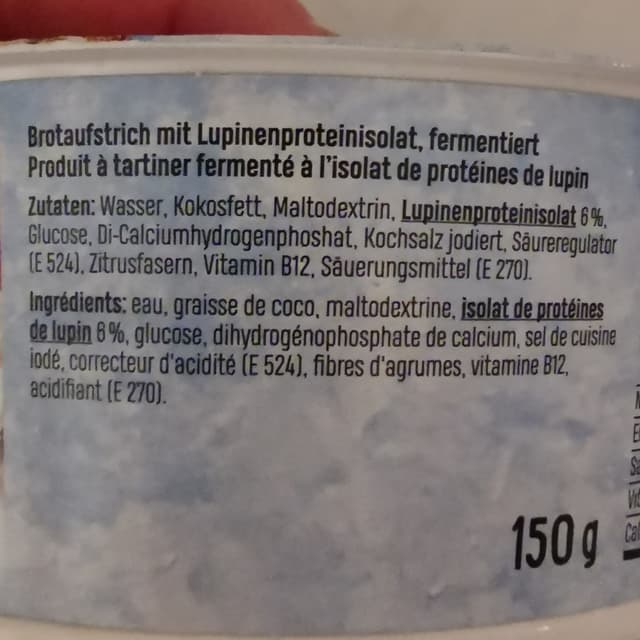 Brotaufstrich mit Lupinenproteinisolat, fermentiert
Produit à tartiner fermenté à l'isolat de protéines de lupin
Zutaten: Wasser, Kokosfett, Maltodextrin, Lupinenproteinisolat 6%,
Glucose, Di-Calciumhydrogenphoshat, Kochsalz jodiert, Säureregulator
(E 524), Zitrusfasern, Vitamin B12, Säuerungsmittel (E 270).
Ingrédients: eau, graisse de coco, maltodextrine, isolat de protéines
de lupin 6%, glucose, dihydrogénophosphate de calcium, sel de cuisine
iodé, correcteur d'acidité (E 524), fibres d'agrumes, vitamine B12,
acidifiant (E 270).
150 g